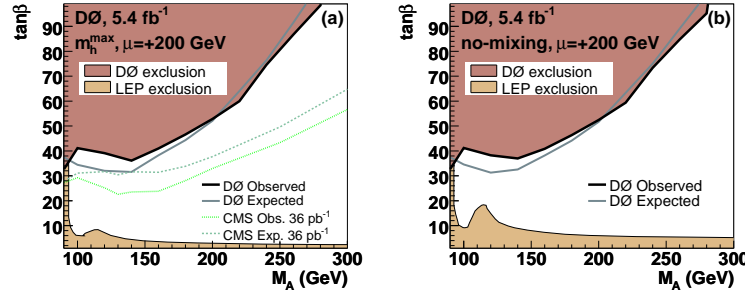 tanβ
90
80
70
60
50
40
30
20
10
100
150
200
250
300
M_A (GeV)
DØ, 5.4 fb⁻¹
(a)
m_h^max, μ=+200 GeV
DØ exclusion
LEP exclusion
DØ Observed
DØ Expected
CMS Obs. 36 pb⁻¹
CMS Exp. 36 pb⁻¹
tanβ
90
80
70
60
50
40
30
20
10
100
150
200
250
300
M_A (GeV)
DØ, 5.4 fb⁻¹
(b)
no-mixing, μ=+200 GeV
DØ exclusion
LEP exclusion
DØ Observed
DØ Expected